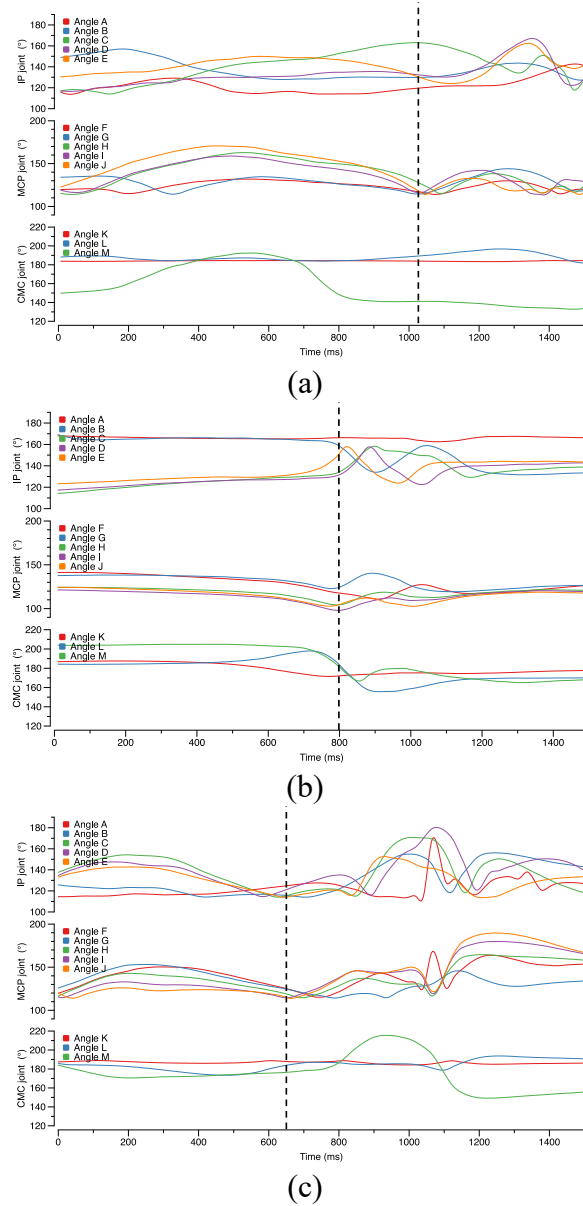 180
160
140
120
100
IP joint (°)
Angle A
Angle B
Angle C
Angle D
Angle E
200
150
100
MCP joint (°)
Angle F
Angle G
Angle H
Angle I
Angle J
220
200
180
160
140
120
CMC joint (°)
Angle K
Angle L
Angle M
0 200 400 600 800 1000 1200 1400
Time (ms)
(a)
180
160
140
120
100
IP joint (°)
Angle A
Angle B
Angle C
Angle D
Angle E
200
150
100
MCP joint (°)
Angle F
Angle G
Angle H
Angle I
Angle J
220
200
180
160
140
120
CMC joint (°)
Angle K
Angle L
Angle M
0 200 400 600 800 1000 1200 1400
Time (ms)
(b)
180
160
140
120
100
IP joint (°)
Angle A
Angle B
Angle C
Angle D
Angle E
200
150
100
MCP joint (°)
Angle F
Angle G
Angle H
Angle I
Angle J
220
200
180
160
140
120
CMC joint (°)
Angle K
Angle L
Angle M
0 200 400 600 800 1000 1200 1400
Time (ms)
(c)